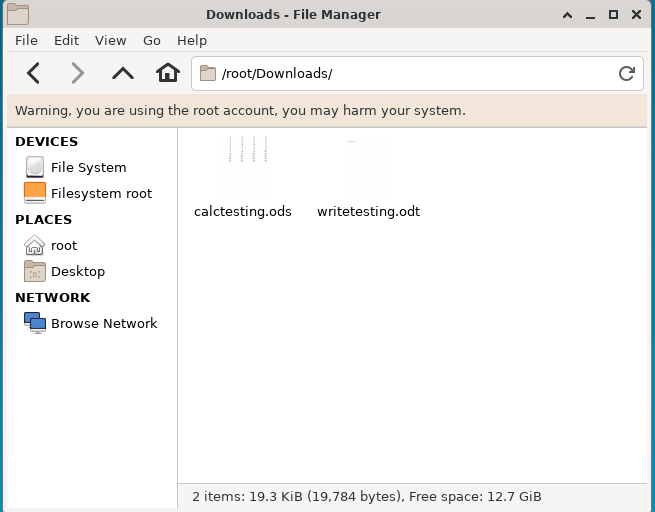 Downloads - File Manager
File Edit View Go Help
/root/Downloads/
Warning, you are using the root account, you may harm your system.
DEVICES
File System
Filesystem root
PLACES
root
Desktop
NETWORK
Browse Network
calctesting.ods
writetesting.odt
2 items: 19.3 KiB (19,784 bytes), Free space: 12.7 GiB